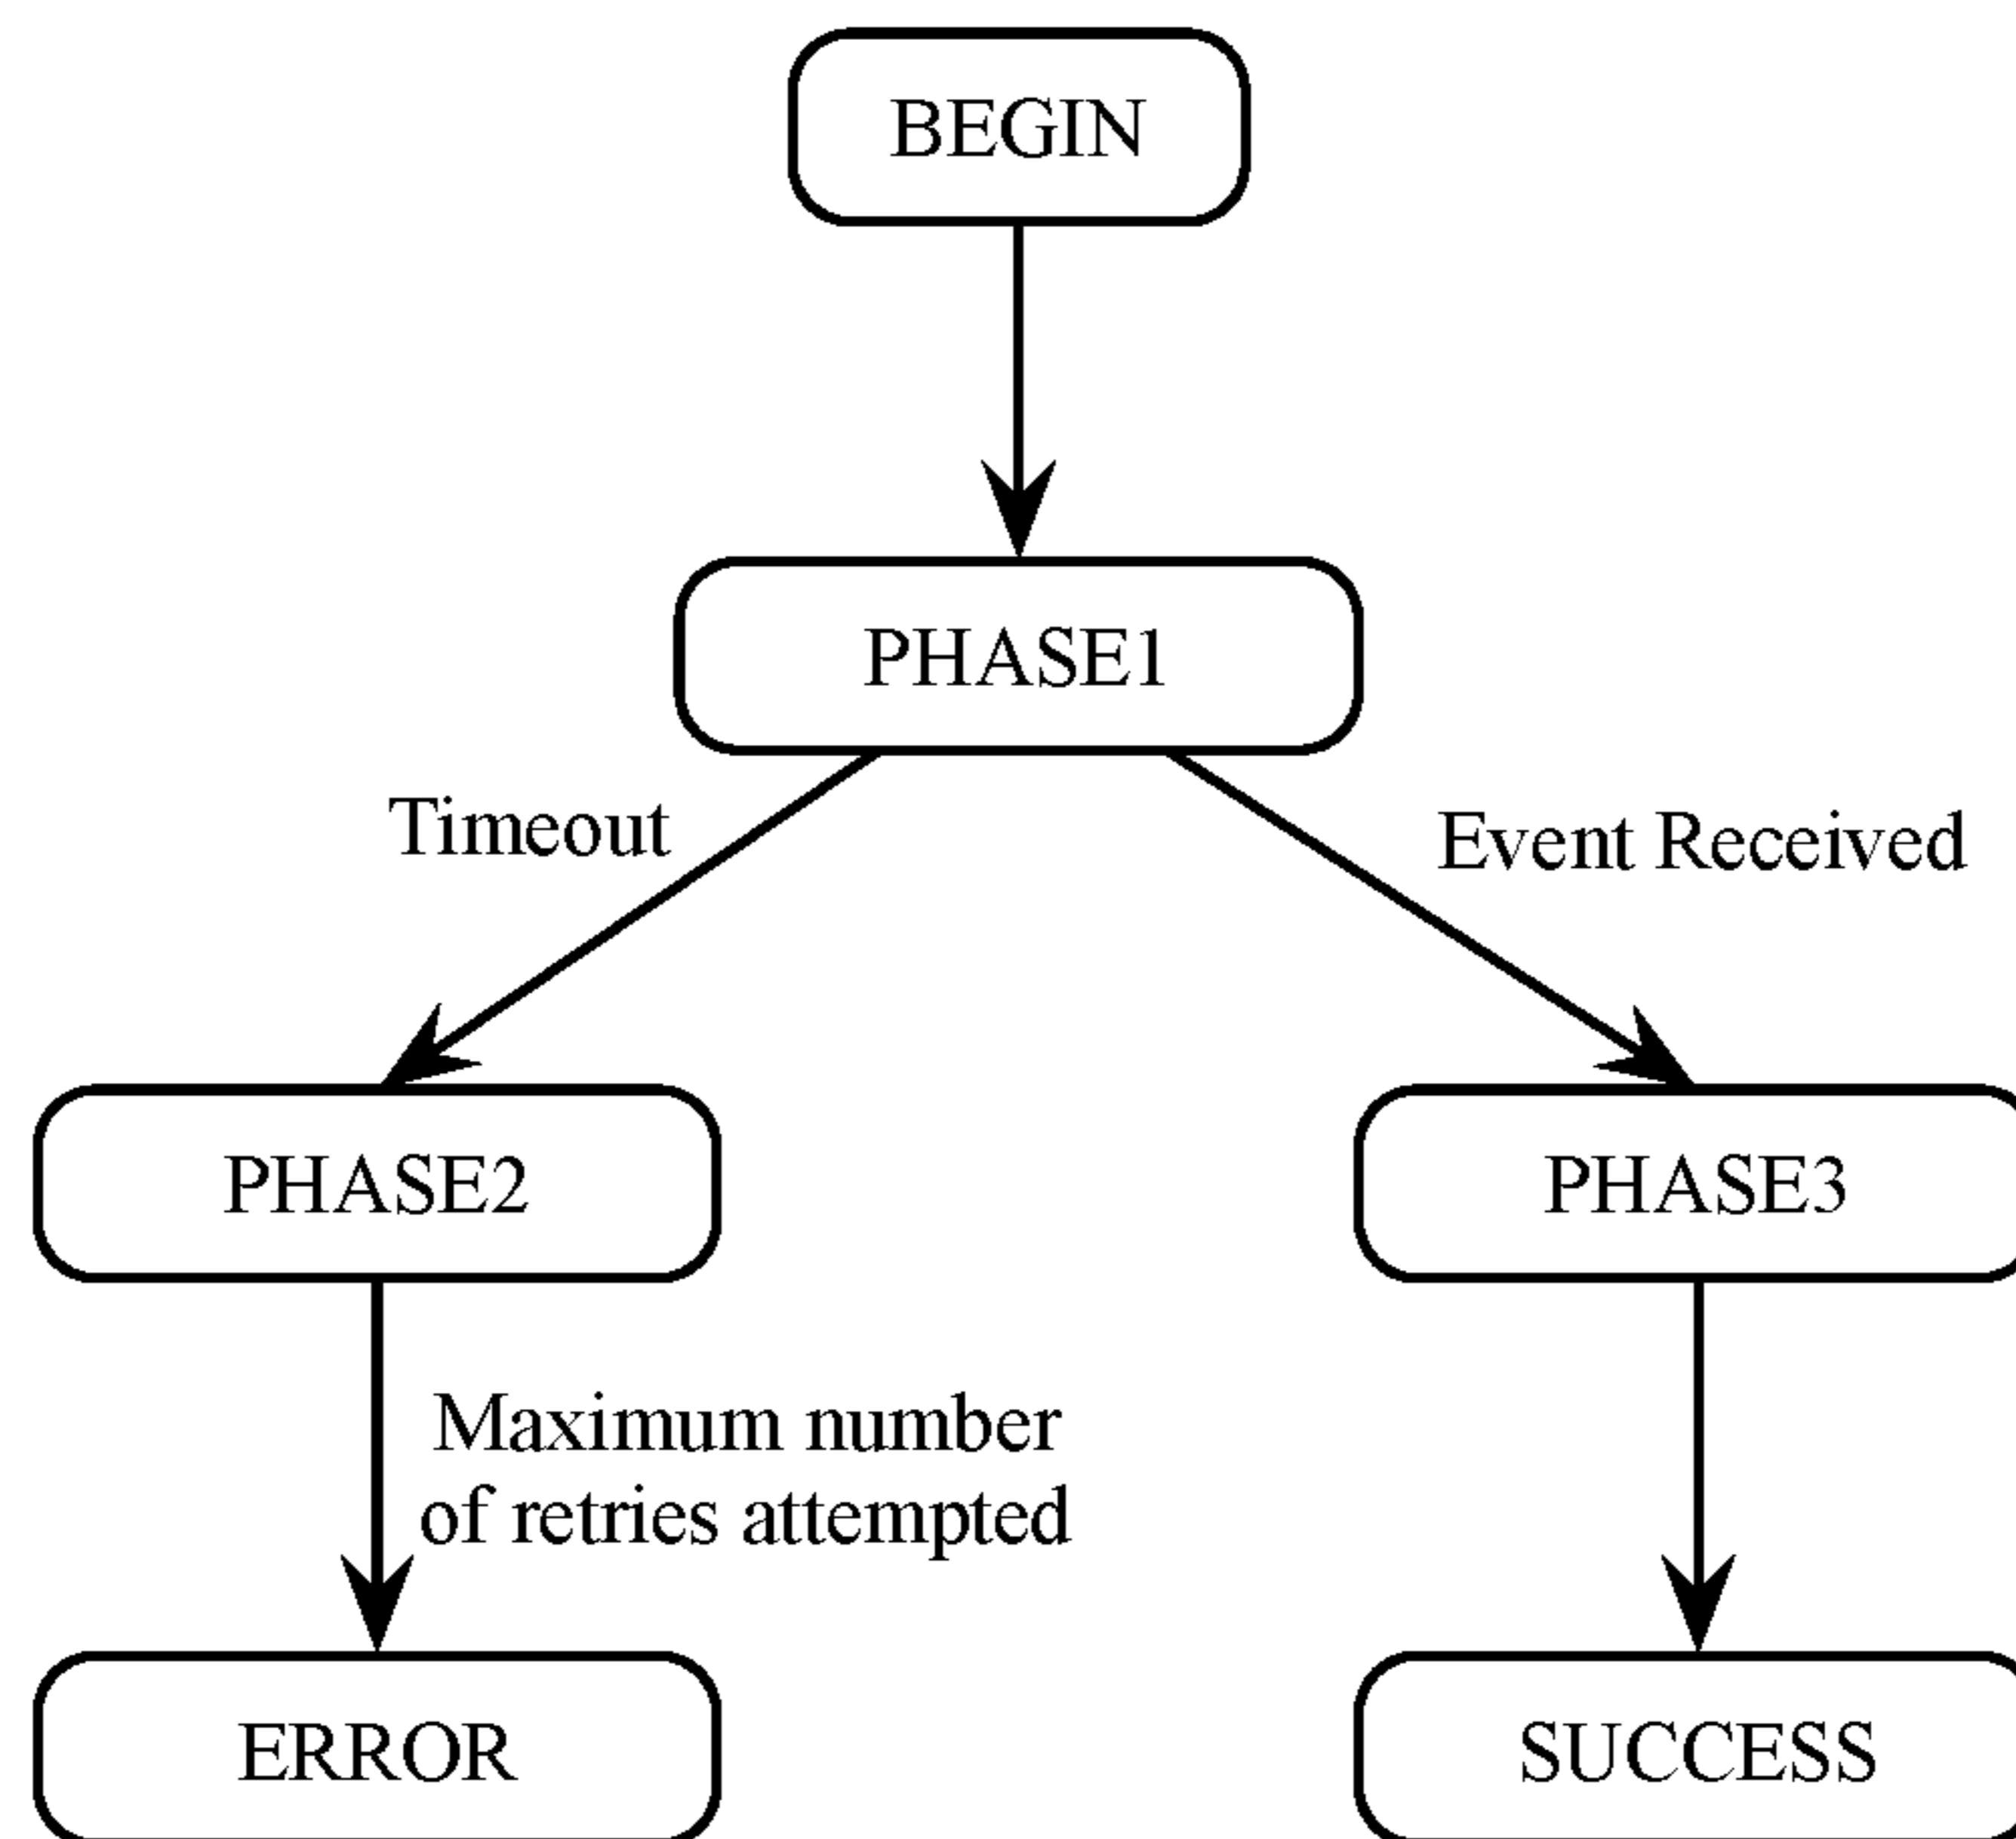 BEGIN
PHASE1
Timeout
Event Received
PHASE2
PHASE3
Maximum number
of retries attempted
ERROR
SUCCESS